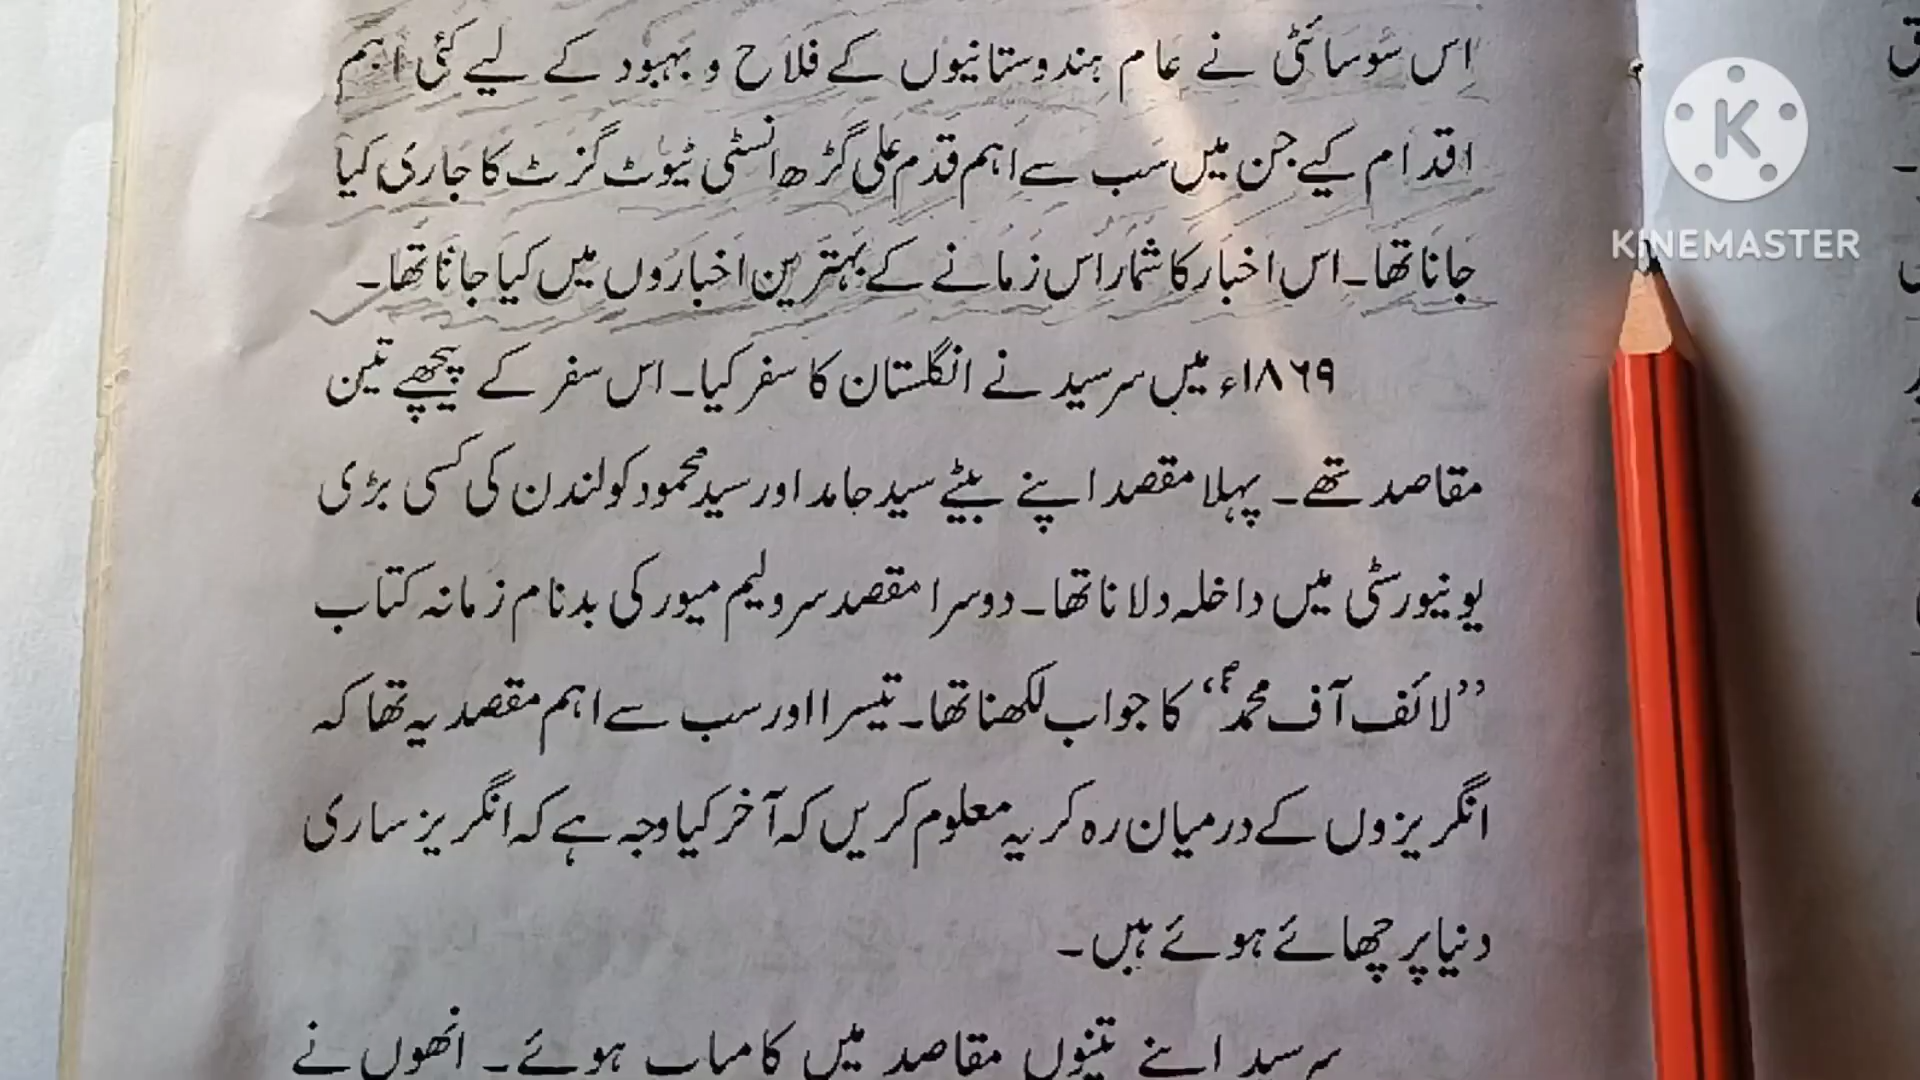 اس سوسائٹی نے عام ہندوستانیوں کے فلاح و بہبود کے لیے کئی اہم
اقدام کیے جن میں سب سے اہم قدم علی گڑھ انسٹی ٹیوٹ گزٹ کا جاری کیا
جانا تھا۔ اس اخبار کا شمار اس زمانے کے بہترین اخباروں میں کیا جاتا تھا۔
۱۸۶۹ء میں سرسید نے انگلستان کا سفر کیا۔ اس سفر کے پیچھے تین
مقاصد تھے۔ پہلا مقصد اپنے بیٹے سید حامد اور سید محمود کو لندن کی کسی بڑی
یونیورسٹی میں داخلہ دلانا تھا۔ دوسرا مقصد سر ولیم میور کی بدنام زمانہ کتاب
”لائف آف محمدؐ“ کا جواب لکھنا تھا۔ تیسرا اور سب سے اہم مقصد یہ تھا کہ
انگریزوں کے درمیان رہ کر یہ معلوم کریں کہ آخر کیا وجہ ہے کہ انگریز ساری
دنیا پر چھائے ہوئے ہیں۔
سرسید اپنے تینوں مقاصد میں کامیاب ہوئے۔ انھوں نے
KINEMASTER